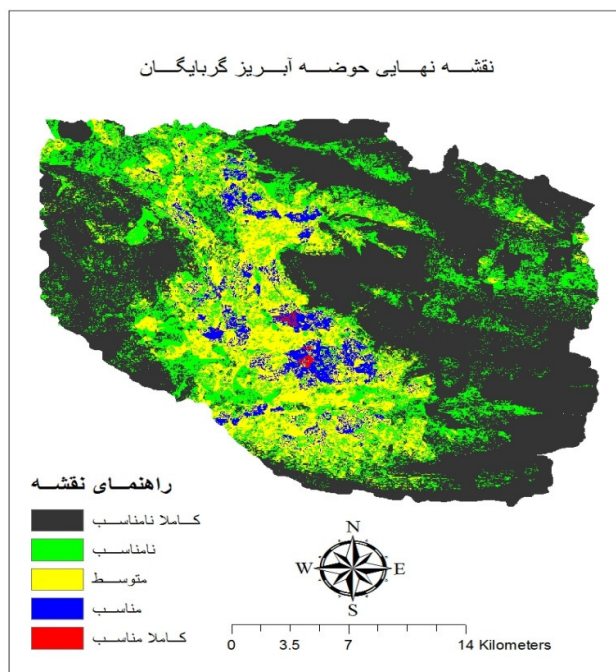 نقشه نهایی حوضه آبریز گربایگان
راهنمای نقشه
کاملا نامناسب
نامناسب
متوسط
مناسب
کاملا مناسب
N
W E
S
0 3.5 7 14 Kilometers